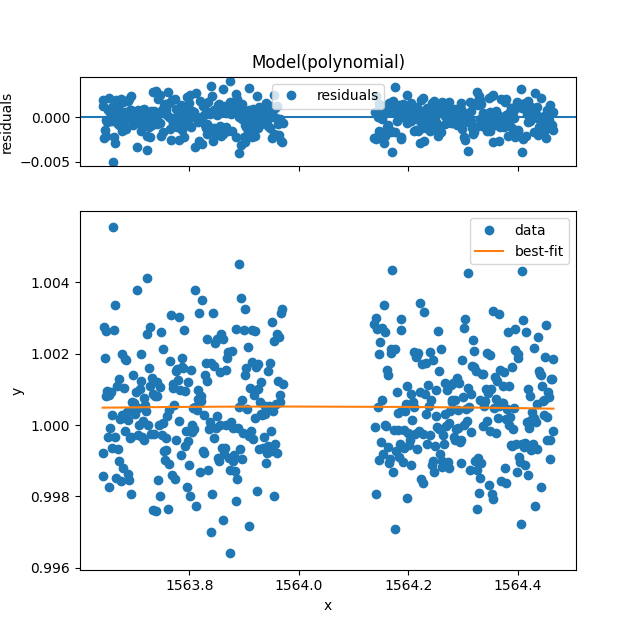 Model(polynomial)
residuals
0.000
−0.005
residuals
data
best-fit
1.004
1.002
1.000
0.998
0.996
y
1563.8 1564.0 1564.2 1564.4
x